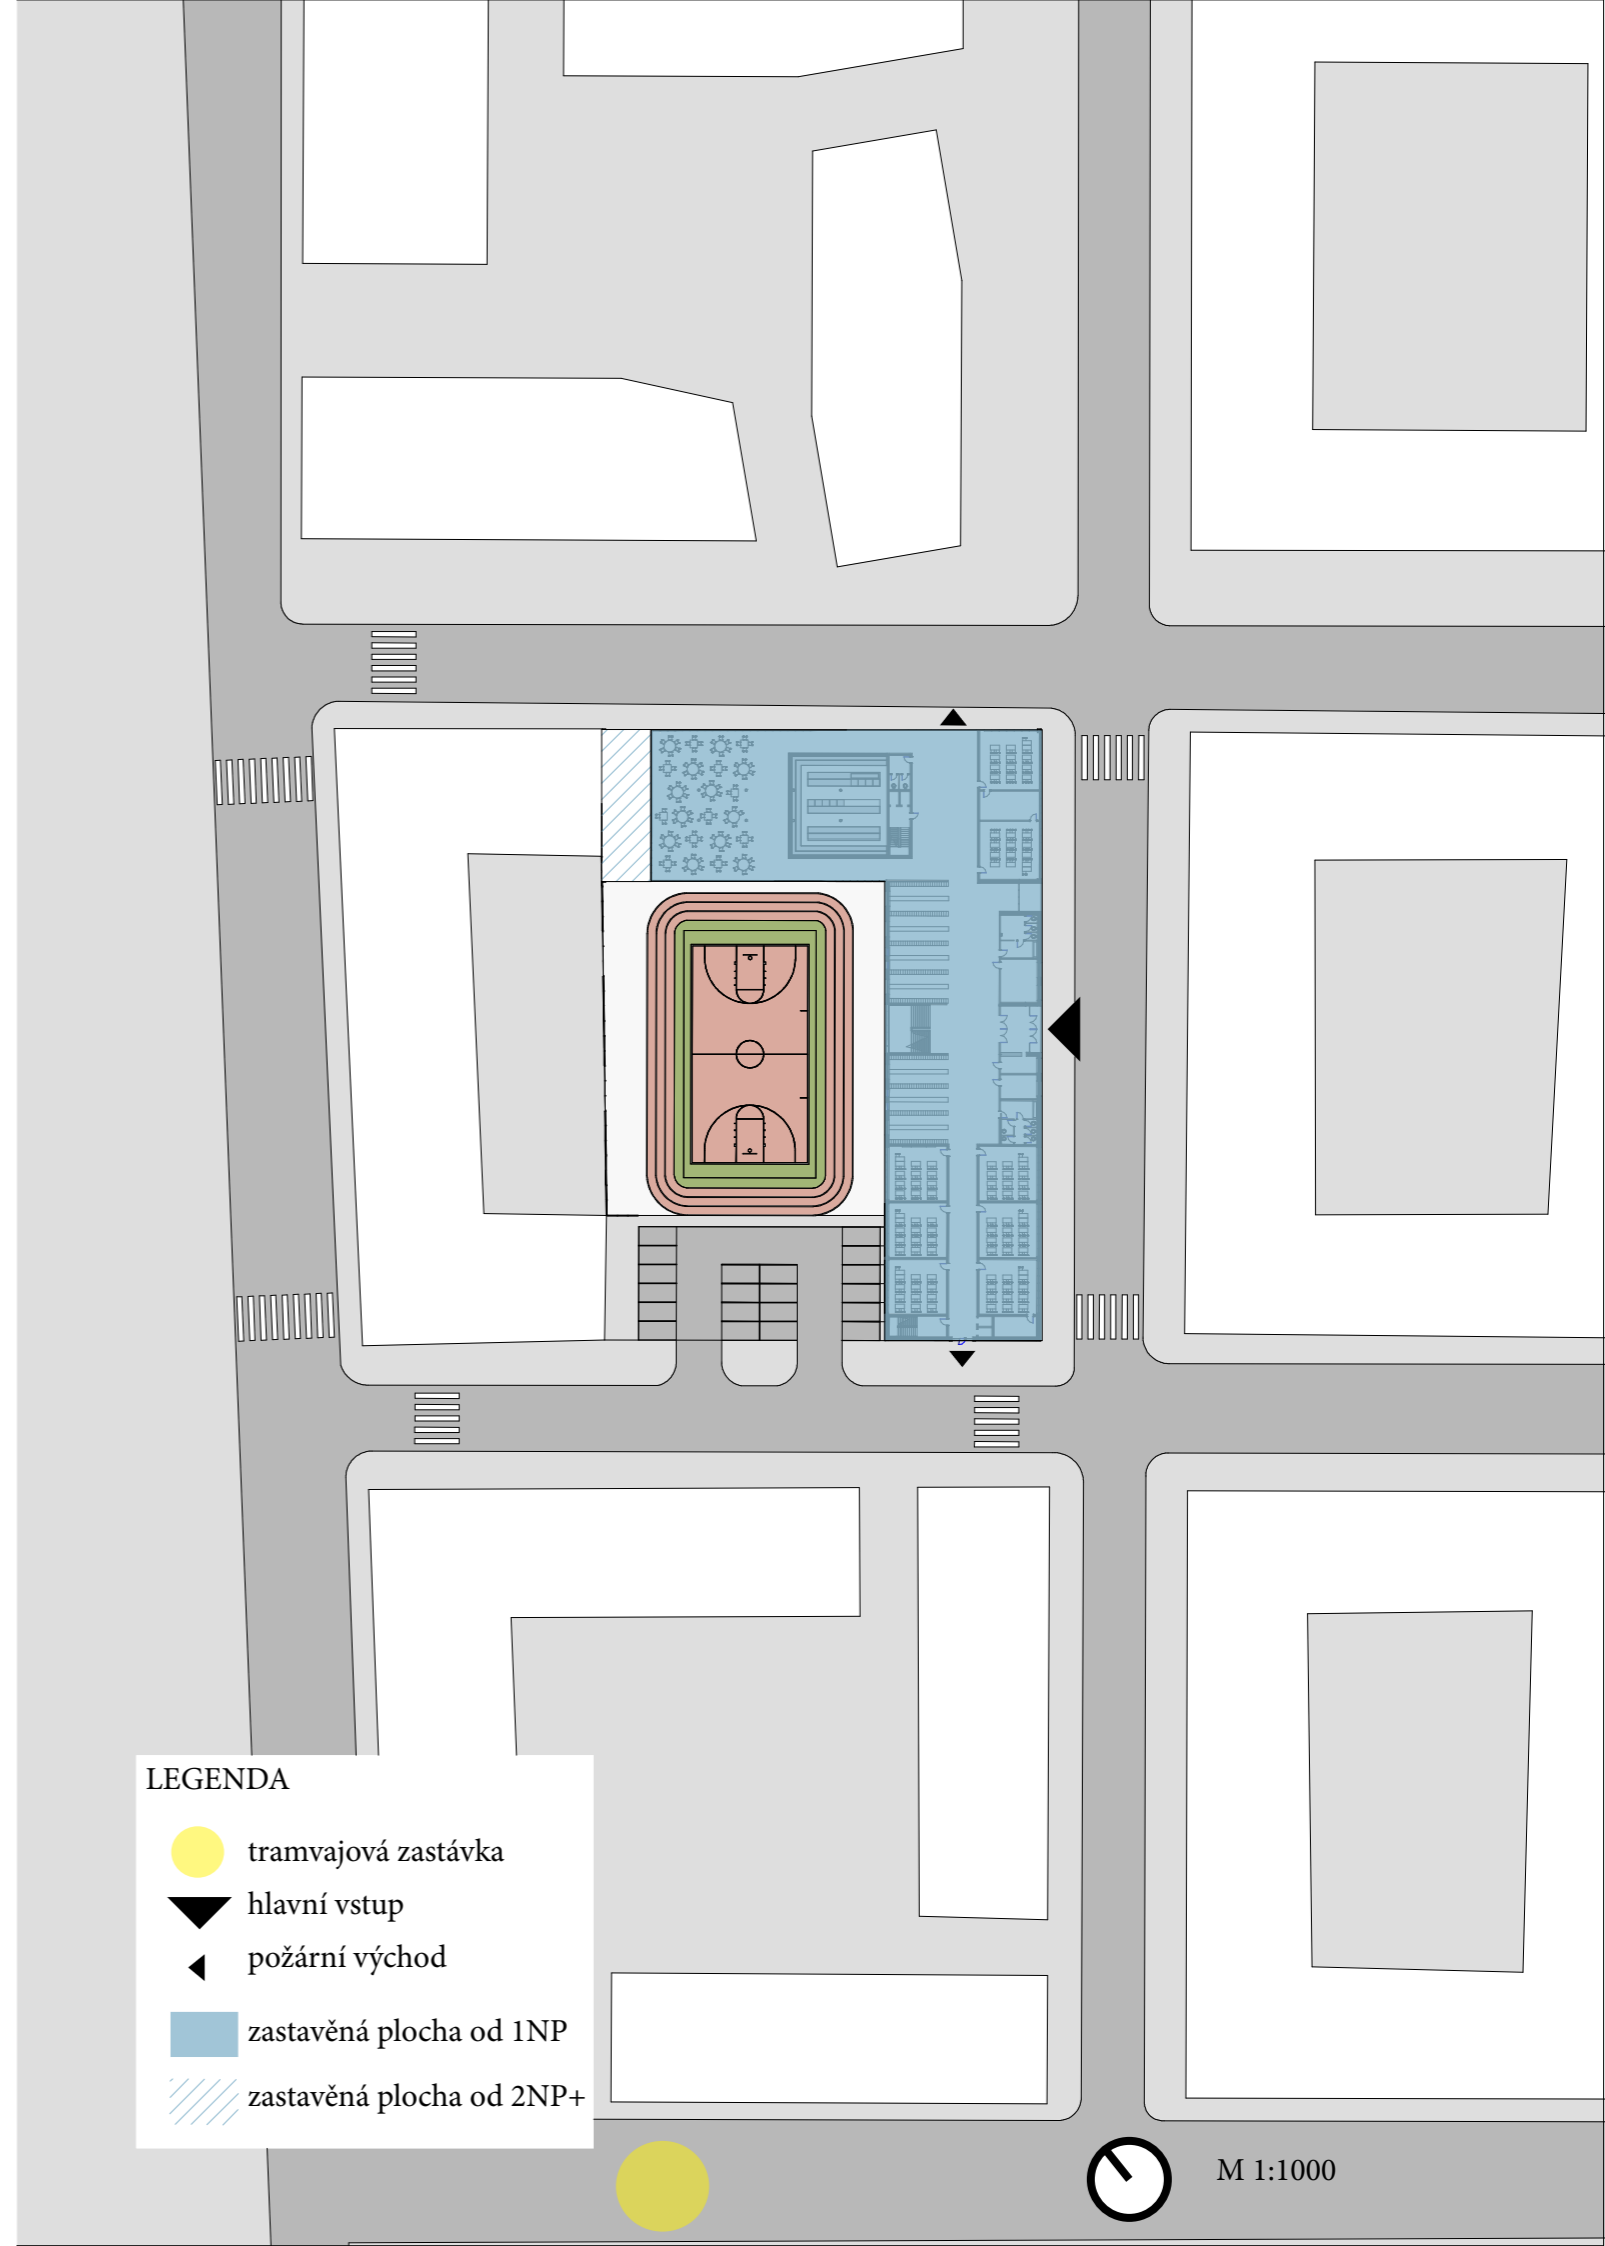 LEGENDA
tramvajová zastávka
hlavní vstup
požární východ
zastavěná plocha od 1NP
zastavěná plocha od 2NP+
M 1:1000